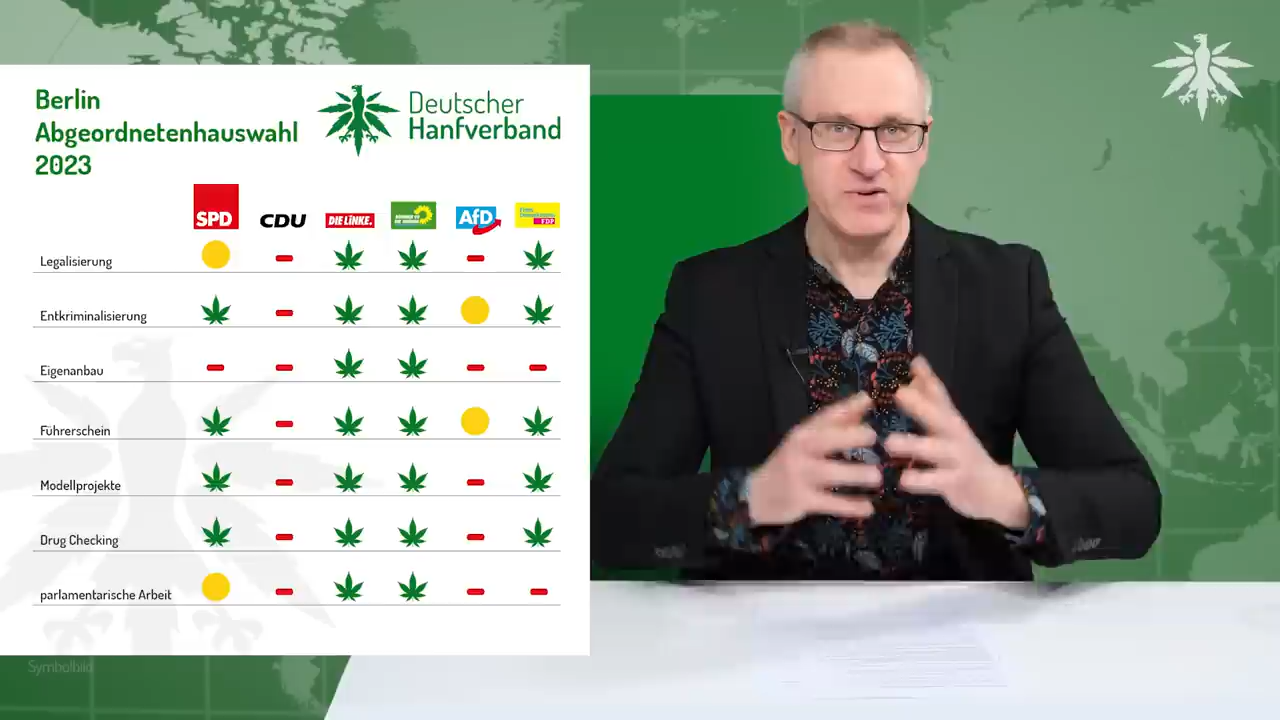 Berlin
Abgeordnetenhauswahl
2023
Deutscher
Hanfverband
SPD
CDU
DIE LINKE.
AfD
FDP
Legalisierung
Entkriminalisierung
Eigenanbau
Führerschein
Modellprojekte
Drug Checking
parlamentarische Arbeit
Symbolbild